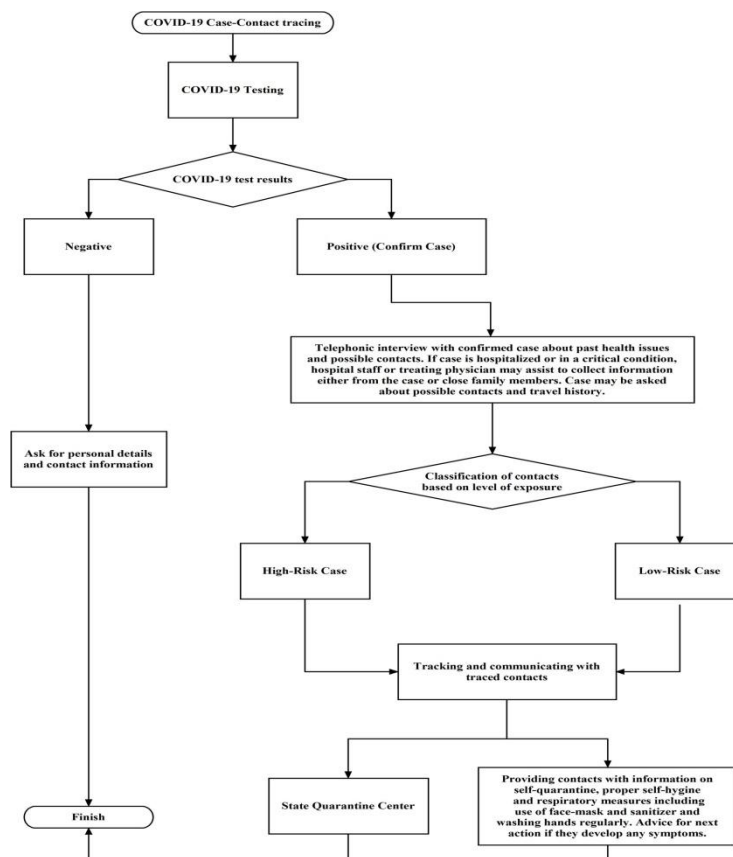 COVID-19 Case-Contact tracing
COVID-19 Testing
COVID-19 test results
Negative
Positive (Confirm Case)
Telephonic interview with confirmed case about past health issues
and possible contacts. If case is hospitalized or in a critical condition,
hospital staff or treating physician may assist to collect information
either from the case or close family members. Case may be asked
about possible contacts and travel history.
Ask for personal details
and contact information
Classification of contacts
based on level of exposure
High-Risk Case
Low-Risk Case
Tracking and communicating with
traced contacts
State Quarantine Center
Providing contacts with information on
self-quarantine, proper self-hygine
and respiratory measures including
use of face-mask and sanitizer and
washing hands regularly. Advice for next
action if they develop any symptoms.
Finish